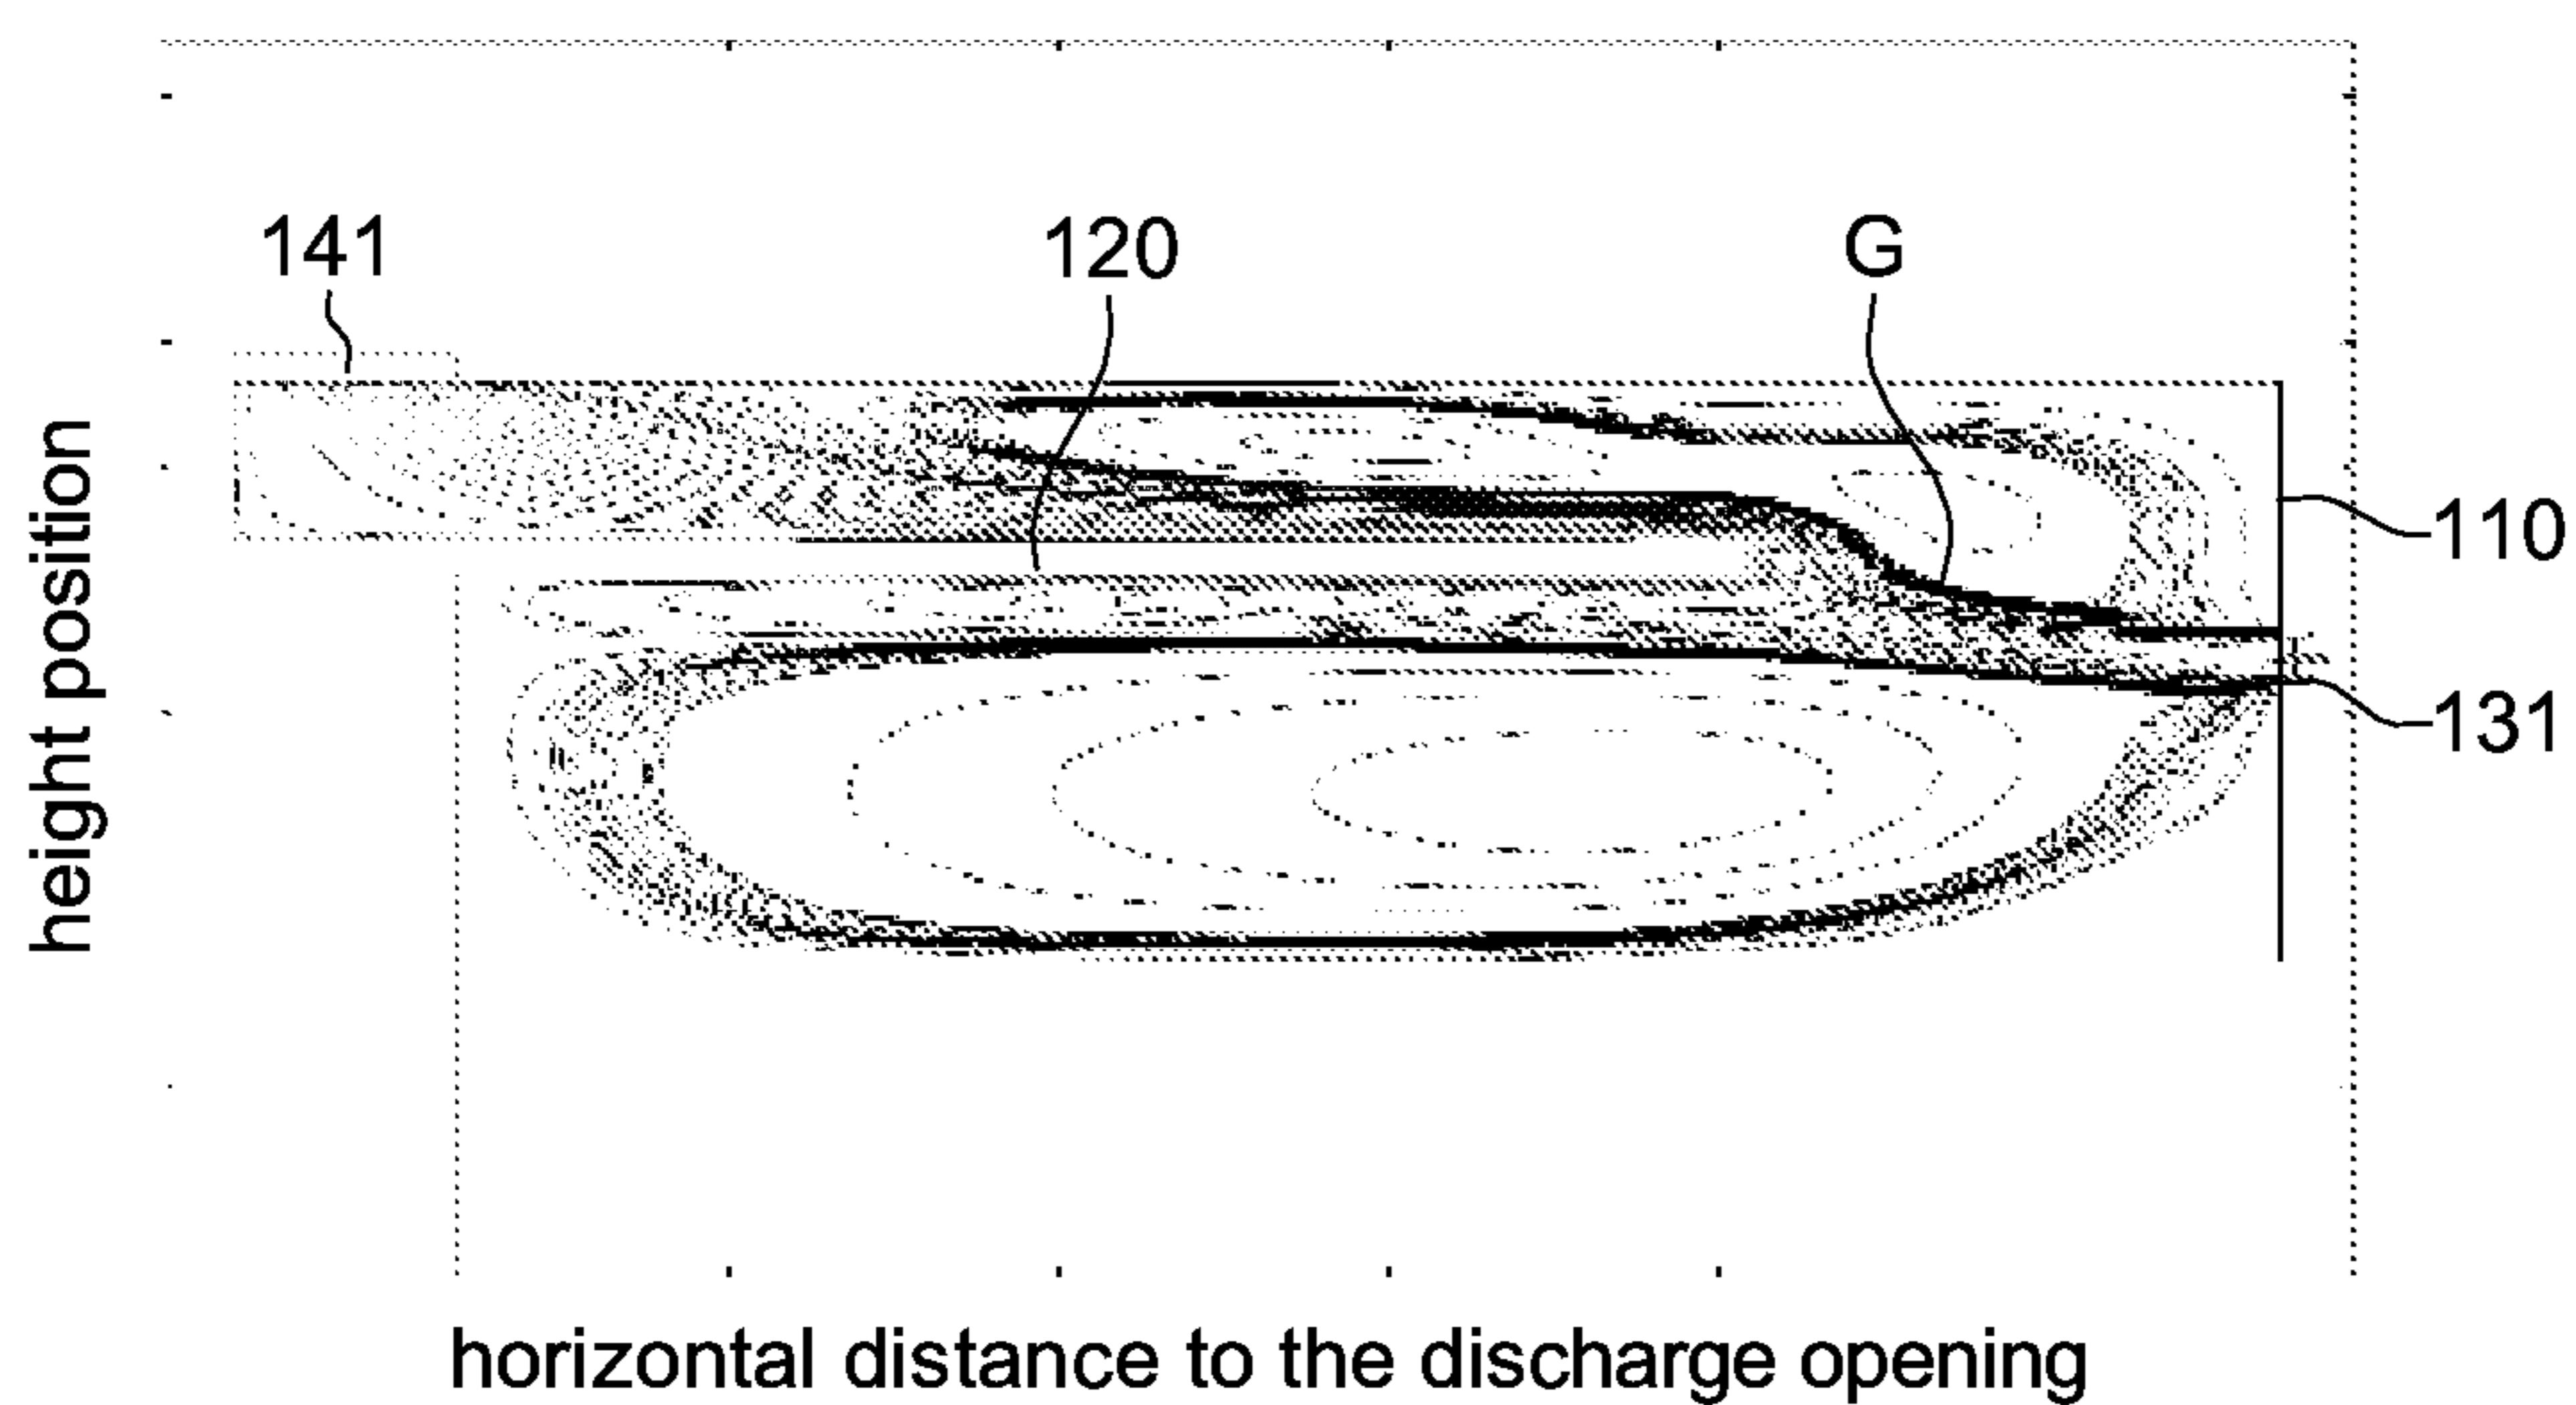 141
120
G
110
131
height position
horizontal distance to the discharge opening